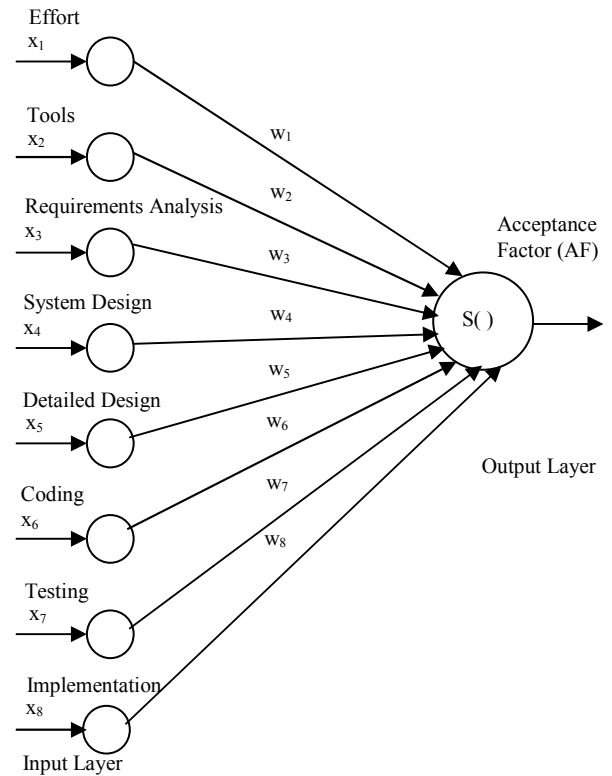 Effort
x₁
Tools
x₂
Requirements Analysis
x₃
System Design
x₄
Detailed Design
x₅
Coding
x₆
Testing
x₇
Implementation
x₈
Input Layer
w₁
w₂
w₃
w₄
w₅
w₆
w₇
w₈
S( )
Acceptance
Factor (AF)
Output Layer